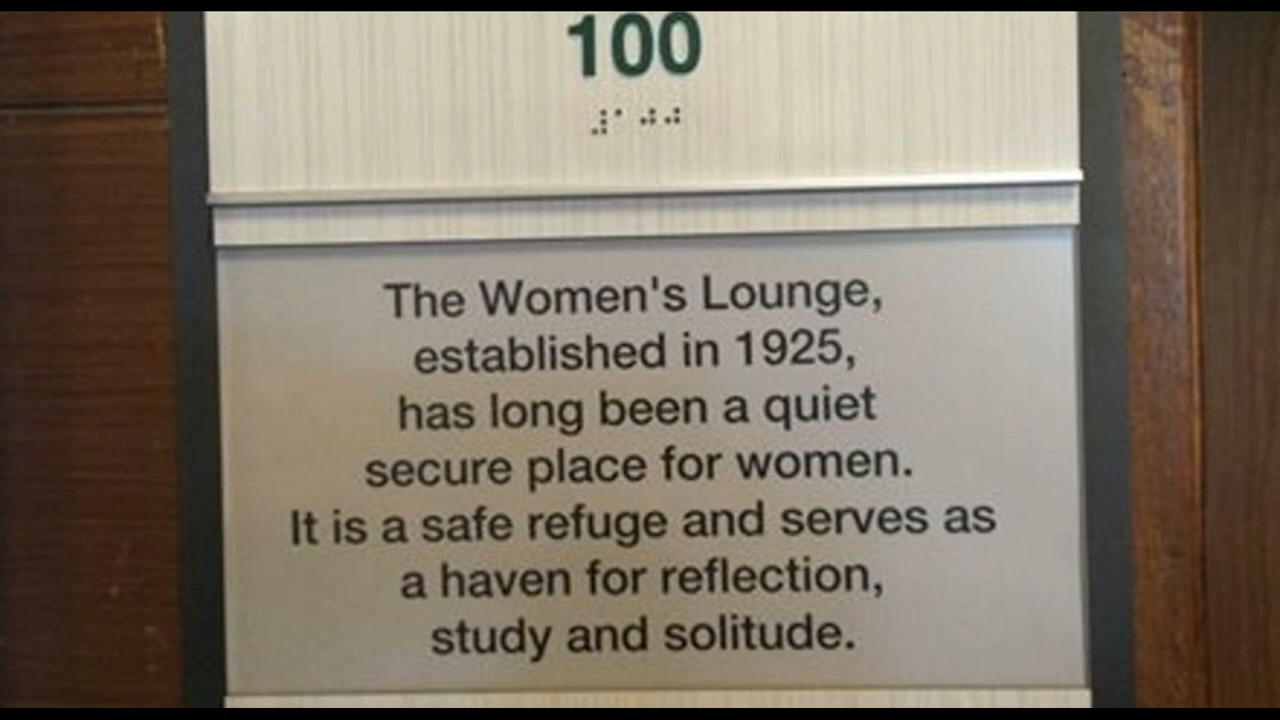 100
⠼⠁⠚⠚
The Women's Lounge,
established in 1925,
has long been a quiet
secure place for women.
It is a safe refuge and serves as
a haven for reflection,
study and solitude.